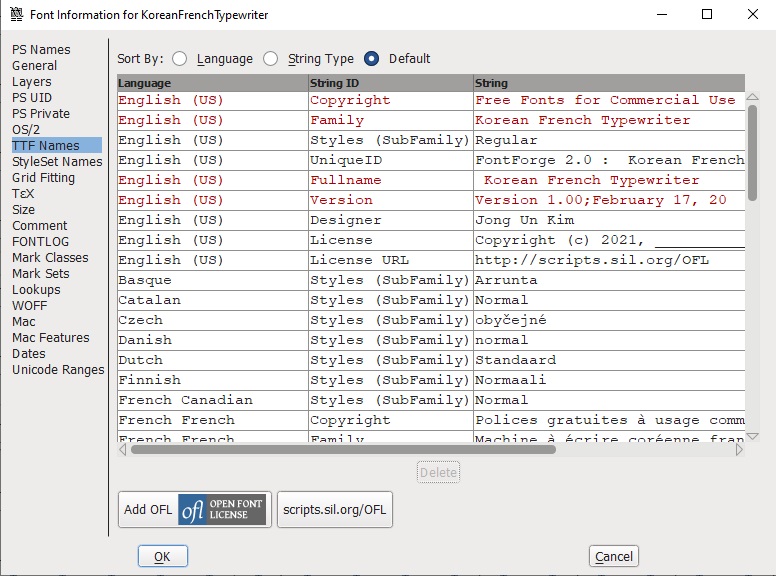 Font Information for KoreanFrenchTypewriter
PS Names
General
Layers
PS UID
PS Private
OS/2
TTF Names
StyleSet Names
Grid Fitting
ΤεΧ
Size
Comment
FONTLOG
Mark Classes
Mark Sets
Lookups
WOFF
Mac
Mac Features
Dates
Unicode Ranges
Sort By: Language String Type Default
Language String ID String
English (US) Copyright Free Fonts for Commercial Use
English (US) Family Korean French Typewriter
English (US) Styles (SubFamily) Regular
English (US) UniqueID FontForge 2.0 : Korean French
English (US) Fullname Korean French Typewriter
English (US) Version Version 1.00;February 17, 20
English (US) Designer Jong Un Kim
English (US) License Copyright (c) 2021, ________
English (US) License URL http://scripts.sil.org/OFL
Basque Styles (SubFamily) Arrunta
Catalan Styles (SubFamily) Normal
Czech Styles (SubFamily) obyčejné
Danish Styles (SubFamily) normal
Dutch Styles (SubFamily) Standaard
Finnish Styles (SubFamily) Normaali
French Canadian Styles (SubFamily) Normal
French French Copyright Polices gratuites à usage comm
French French Family Machine à écrire coréenne fran
Delete
Add OFL ofl OPEN FONT
LICENSE
scripts.sil.org/OFL
OK Cancel